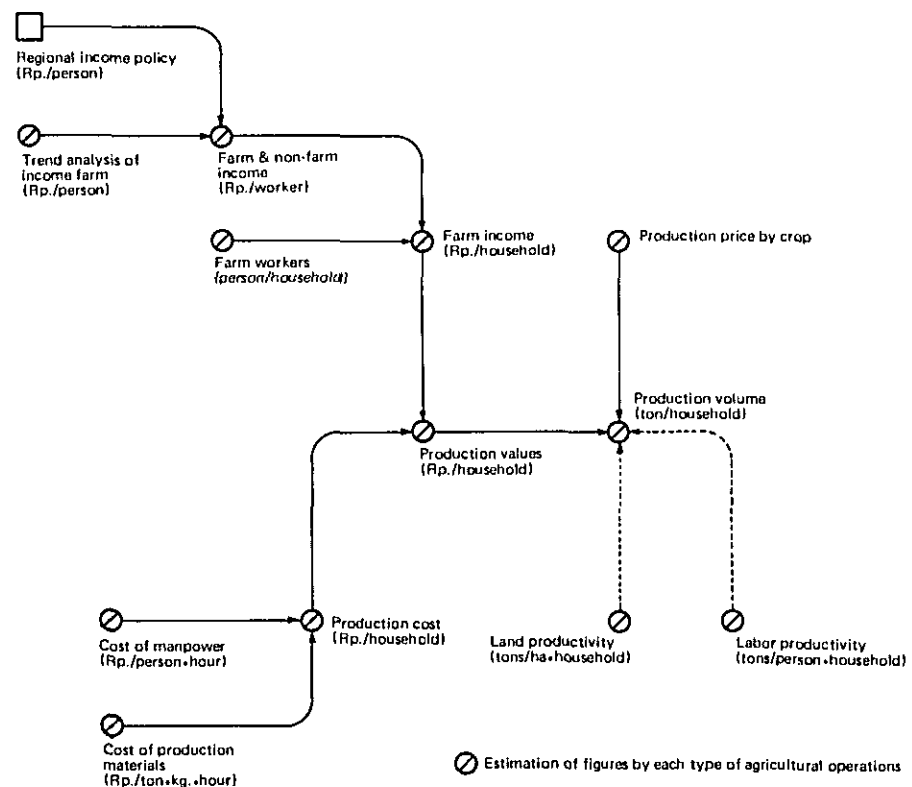 Regional income policy
(Rp./person)
Trend analysis of
income farm
(Rp./person)
Farm & non-farm
income
(Rp./worker)
Farm workers
(person/household)
Farm income
(Rp./household)
Production price by crop
Production volume
(ton/household)
Production values
(Rp./household)
Cost of manpower
(Rp./person•hour)
Production cost
(Rp./household)
Land productivity
(tons/ha•household)
Labor productivity
(tons/person•household)
Cost of production
materials
(Rp./ton•kg.•hour)
Estimation of figures by each type of agricultural operations